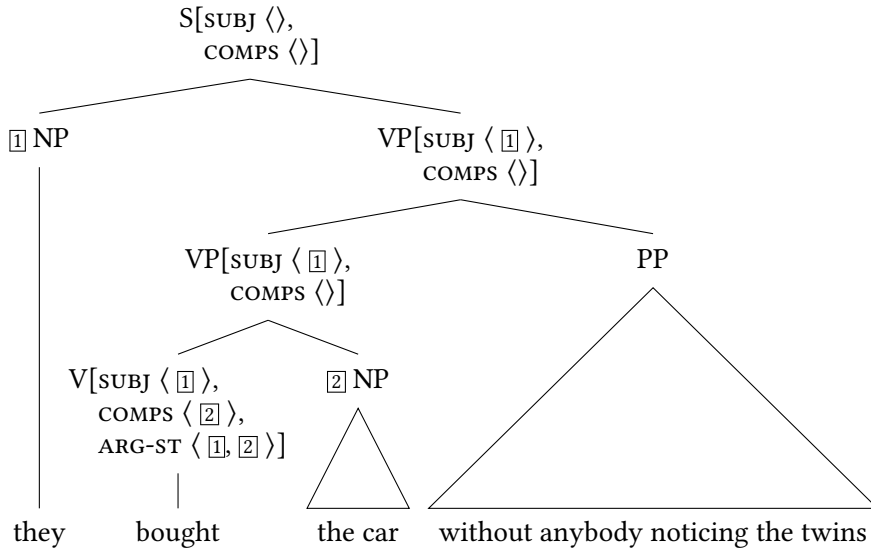 S[SUBJ ⟨⟩,
COMPS ⟨⟩]
1 NP
VP[SUBJ ⟨ 1 ⟩,
COMPS ⟨⟩]
VP[SUBJ ⟨ 1 ⟩,
COMPS ⟨⟩]
PP
V[SUBJ ⟨ 1 ⟩,
COMPS ⟨ 2 ⟩,
ARG-ST ⟨ 1, 2 ⟩]
2 NP
they bought the car without anybody noticing the twins